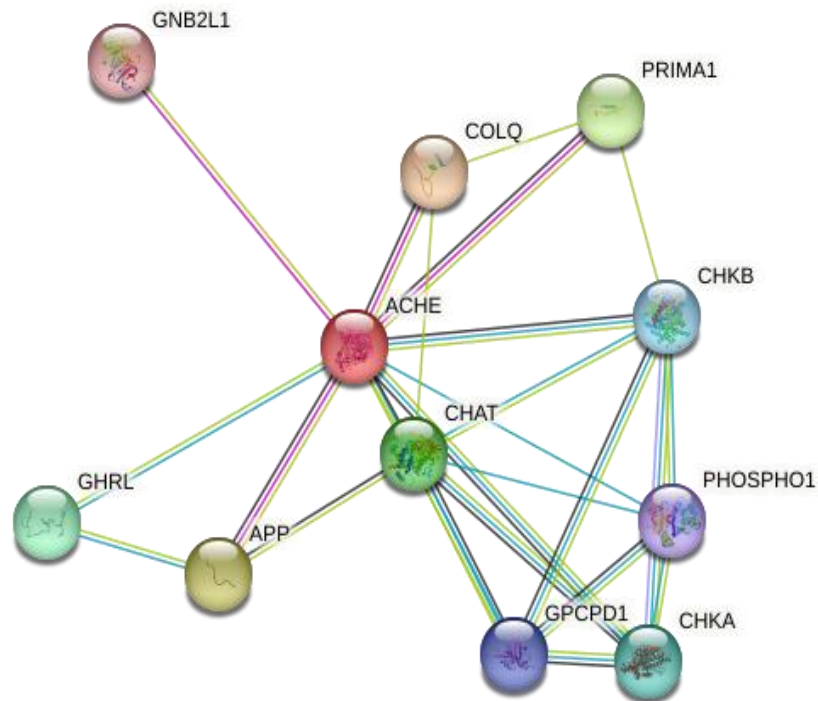 GNB2L1
PRIMA1
COLQ
CHKB
ACHE
CHAT
PHOSPHO1
GHRL
APP
GPCPD1
CHKA